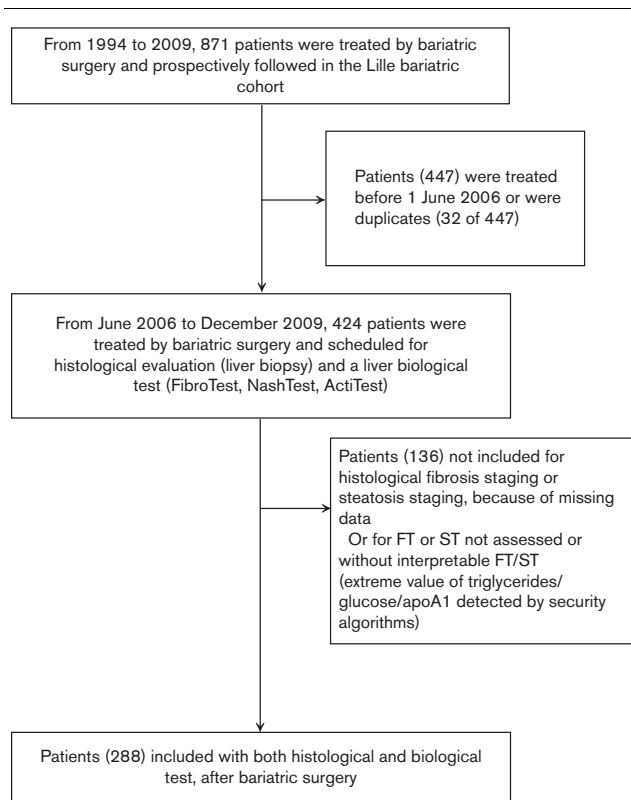 From 1994 to 2009, 871 patients were treated by bariatric
surgery and prospectively followed in the Lille bariatric
cohort
Patients (447) were treated
before 1 June 2006 or were
duplicates (32 of 447)
From June 2006 to December 2009, 424 patients were
treated by bariatric surgery and scheduled for
histological evaluation (liver biopsy) and a liver biological
test (FibroTest, NashTest, ActiTest)
Patients (136) not included for
histological fibrosis staging or
steatosis staging, because of missing
data
Or for FT or ST not assessed or
without interpretable FT/ST
(extreme value of triglycerides/
glucose/apoA1 detected by security
algorithms)
Patients (288) included with both histological and biological
test, after bariatric surgery